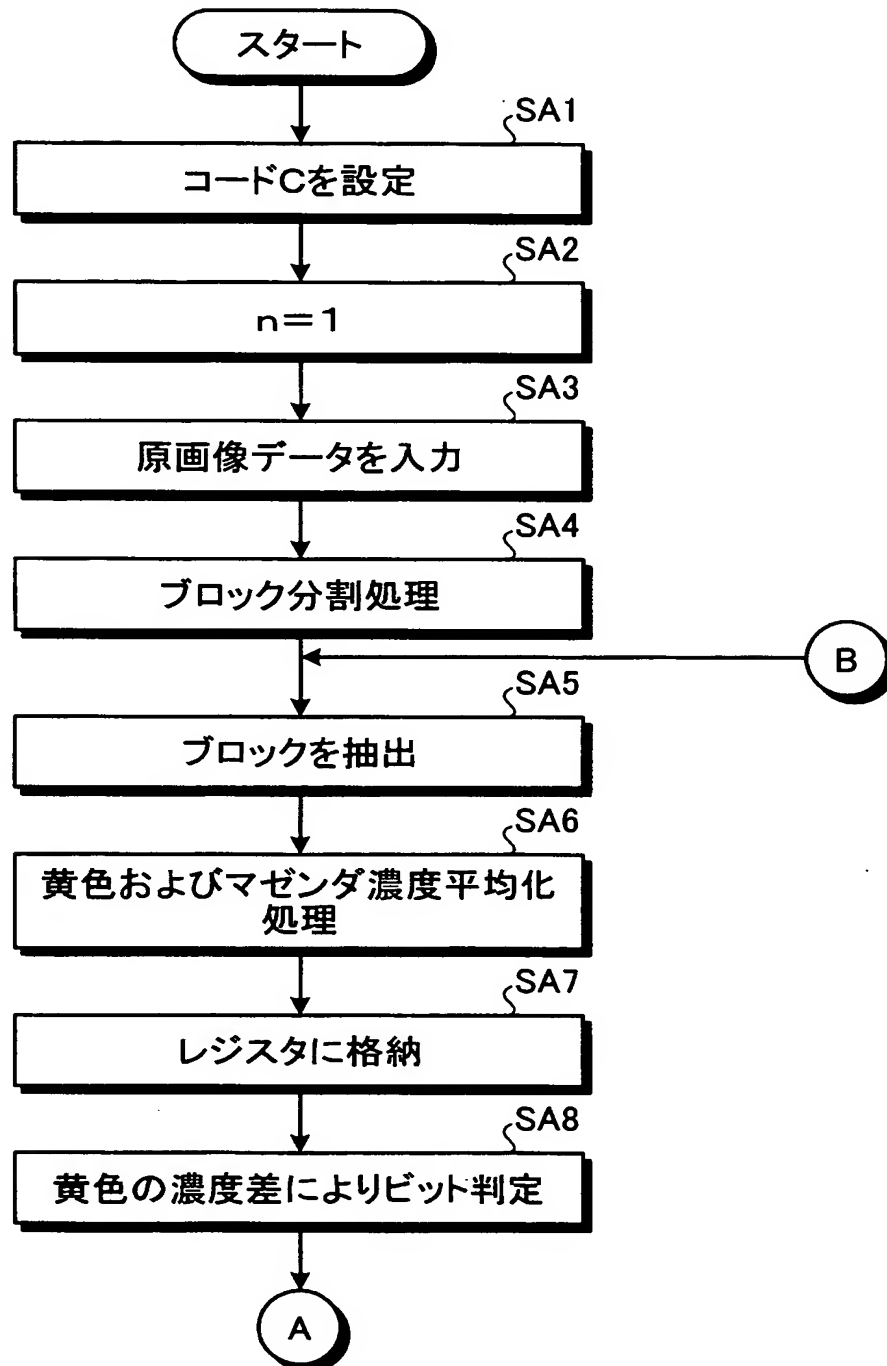 スタート
SA1
コードCを設定
SA2
n=1
SA3
原画像データを入力
SA4
ブロック分割処理
B
SA5
ブロックを抽出
SA6
黄色およびマゼンダ濃度平均化
処理
SA7
レジスタに格納
SA8
黄色の濃度差によりビット判定
A